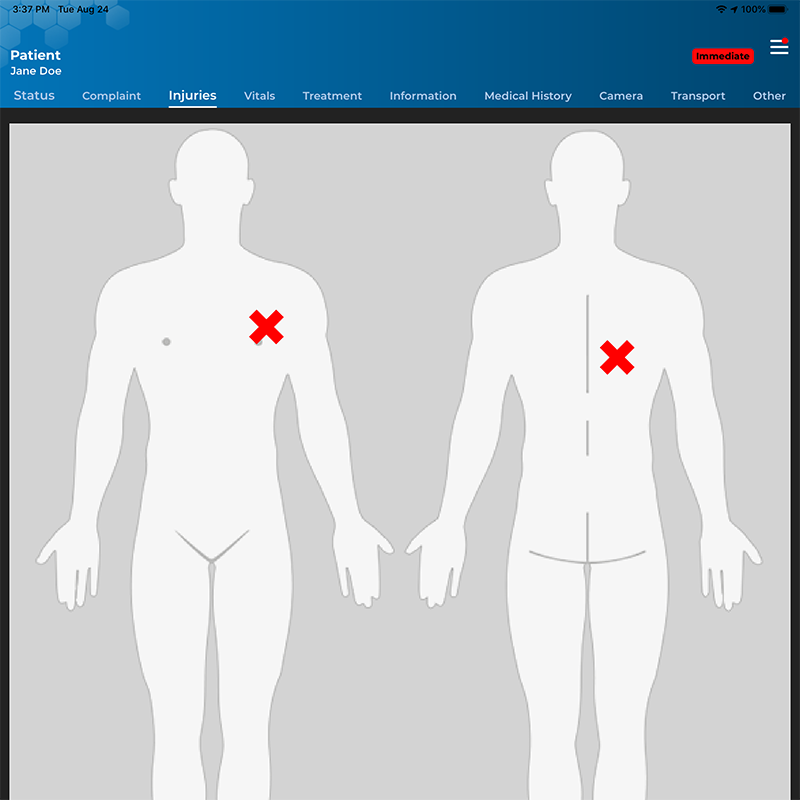 3:37 PM Tue Aug 24 100%
Patient
Jane Doe
Immediate
Status Complaint Injuries Vitals Treatment Information Medical History Camera Transport Other